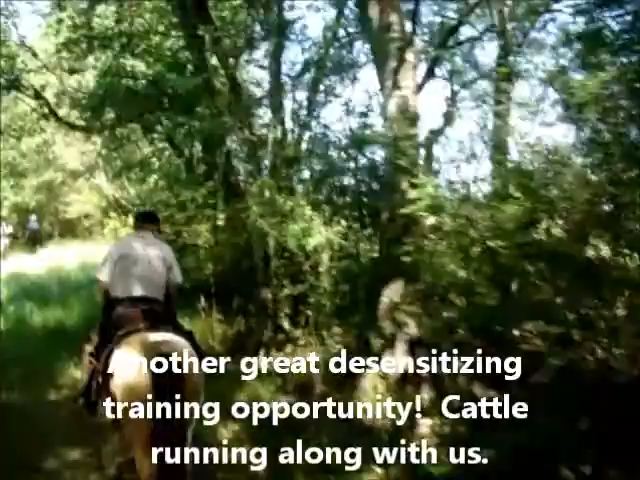 Another great desensitizing
training opportunity!  Cattle
running along with us.